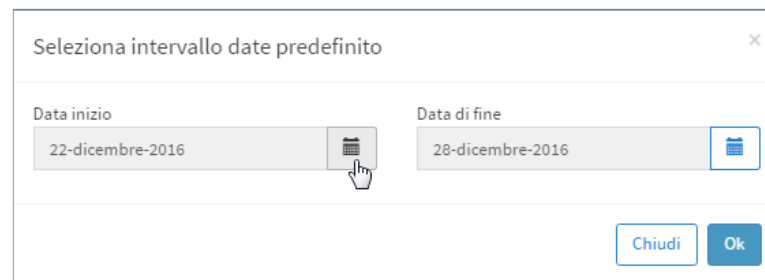 Seleziona intervallo date predefinito ×
Data inizio Data di fine
22-dicembre-2016 28-dicembre-2016
Chiudi Ok